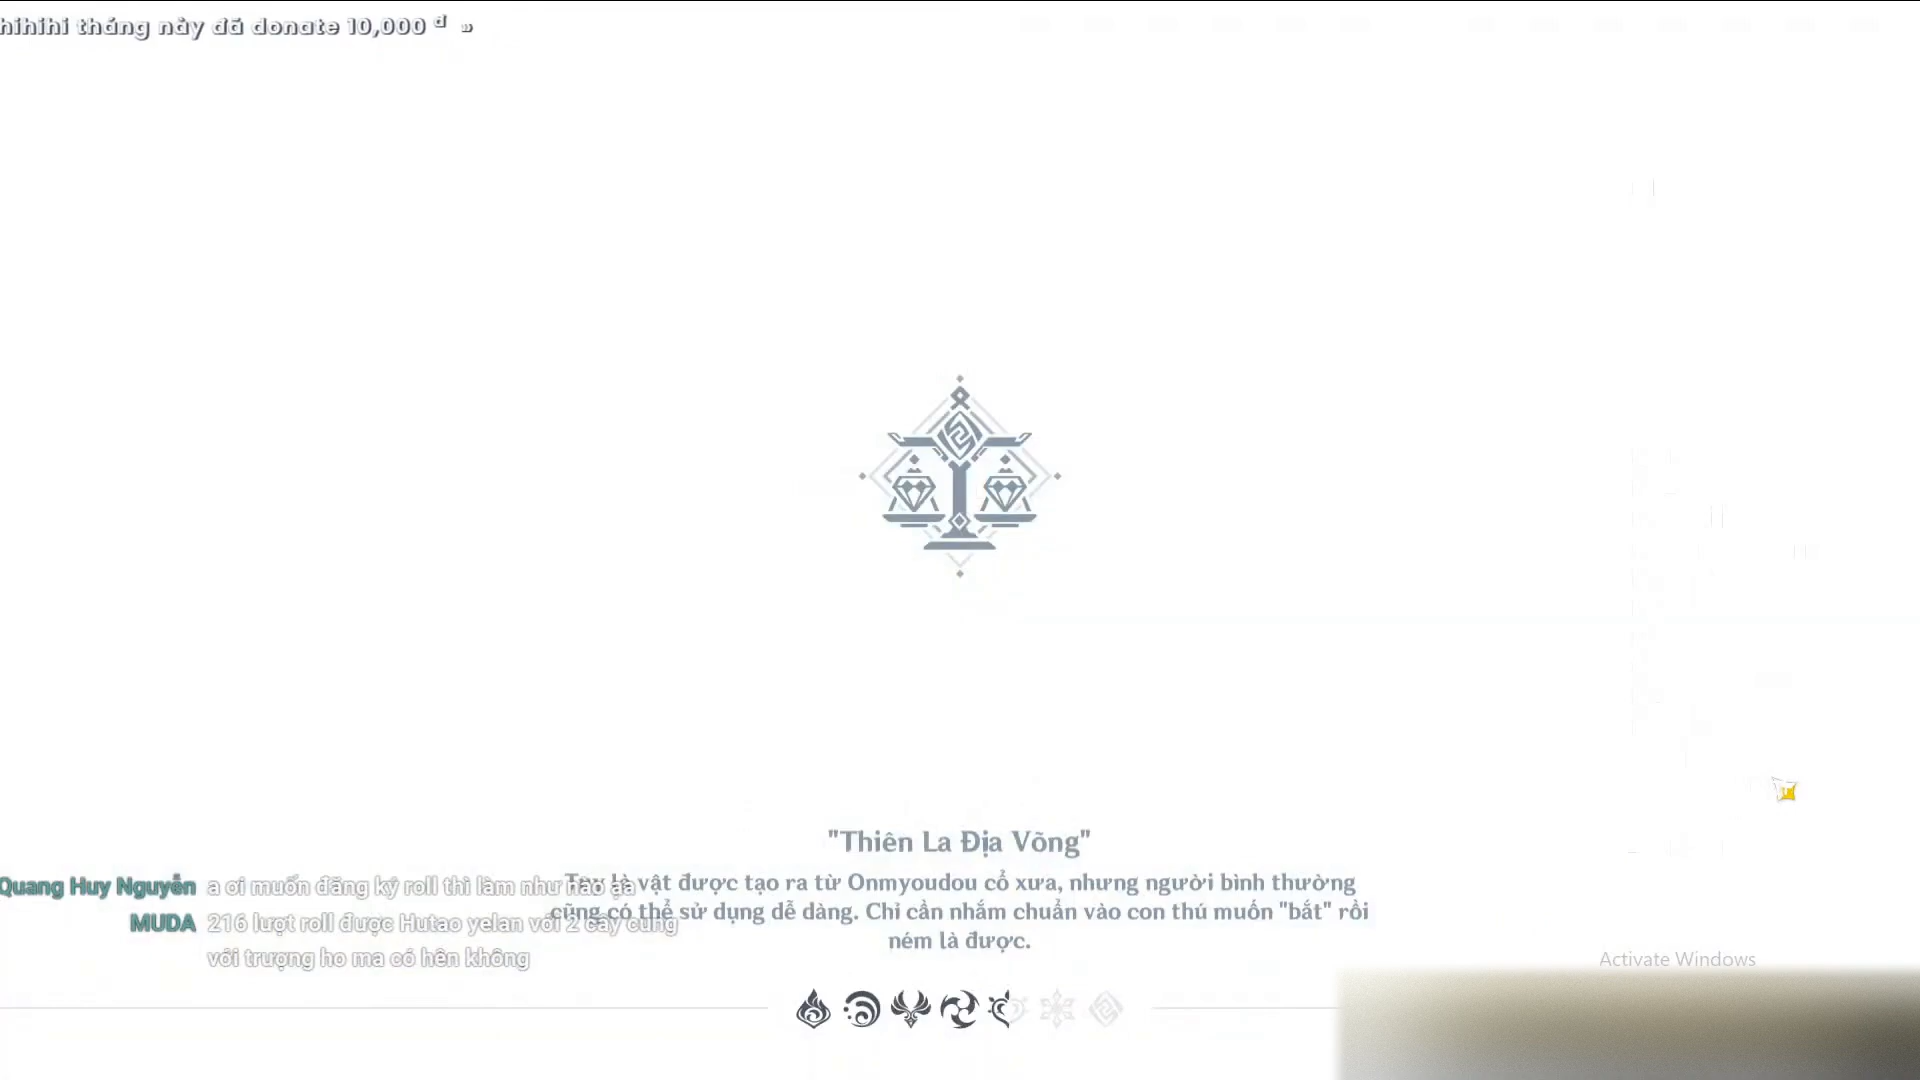 hihihi tháng này đã donate 10,000 đ »
"Thiên La Địa Võng"
Tay là vật được tạo ra từ Onmyoudou cổ xưa, nhưng người bình thường
cũng có thể sử dụng dễ dàng. Chỉ cần nhắm chuẩn vào con thú muốn "bắt" rồi
ném là được.
Quang Huy Nguyễn a ơi muốn đăng ký roll thì làm như nào ạ
MUDA 216 lượt roll được Hutao yelan với 2 cây cung
với trượng ho ma có hên không
Activate Windows